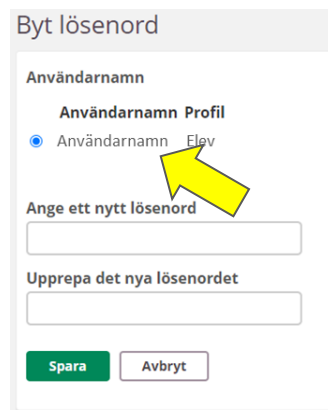 Byt lösenord
Användarnamn
Användarnamn Profil
Användarnamn Elev
Ange ett nytt lösenord
Upprepa det nya lösenordet
Spara Avbryt